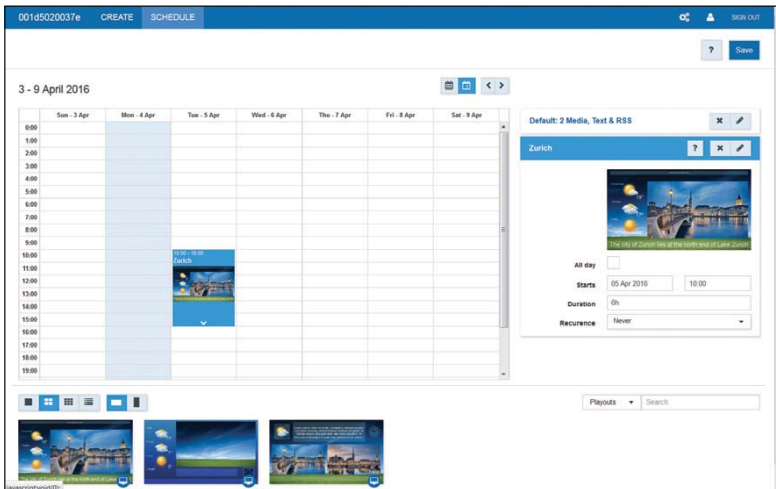 001d5020037e CREATE SCHEDULE SIGN OUT
? Save
3 - 9 April 2016
Sun - 3 Apr Mon - 4 Apr Tue - 5 Apr Wed - 6 Apr Thu - 7 Apr Fri - 8 Apr Sat - 9 Apr
0:00
1:00
2:00
3:00
4:00
5:00
6:00
7:00
8:00
9:00
10:00
11:00
12:00
13:00
14:00
15:00
16:00
17:00
18:00
19:00
10:00 - 16:00
Zurich
Default: 2 Media, Text & RSS
Zurich ?
The city of Zurich lies at the north end of Lake Zurich
All day
Starts 05 Apr 2016 10:00
Duration 6h
Recurence Never
Playouts Search
javascript:void(0);